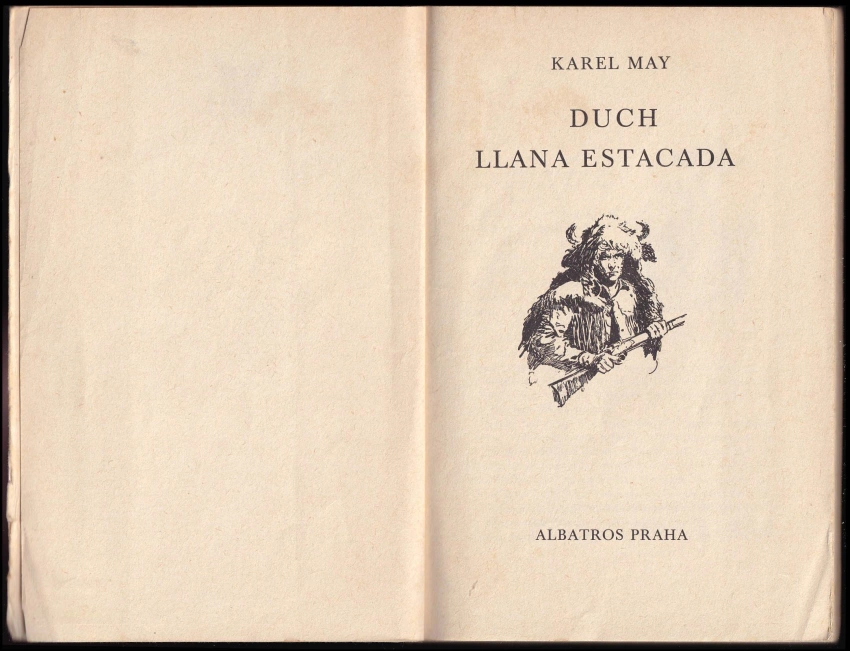 KAREL MAY
DUCH
LLANA ESTACADA
ALBATROS PRAHA